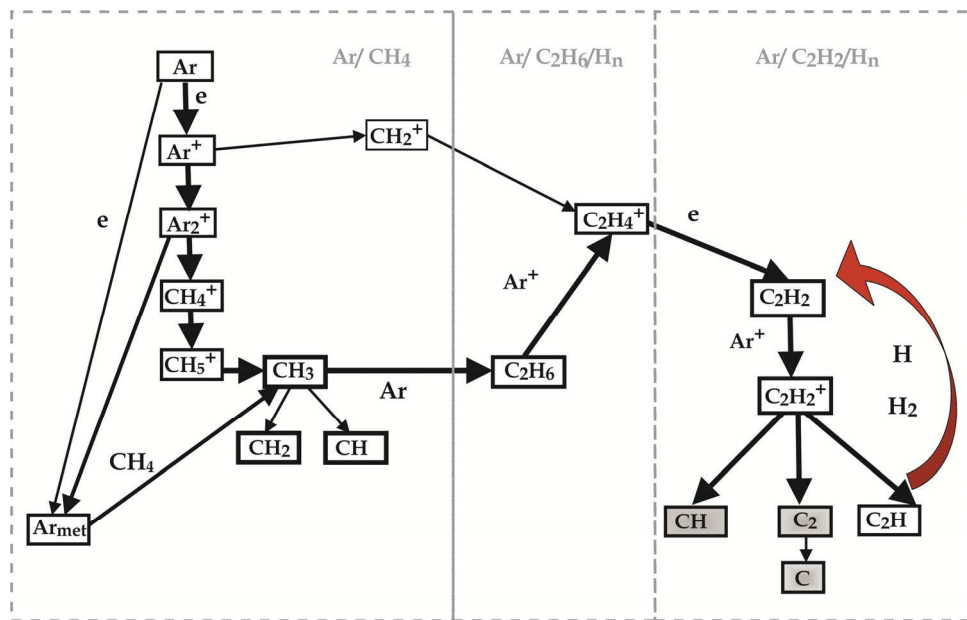 Ar/ CH4
Ar/ C2H6/Hn
Ar/ C2H2/Hn
Ar
e
Ar+
CH2+
e
Ar2+
C2H4+
e
CH4+
Ar+
C2H2
Ar+
H
CH5+
CH3
Ar
C2H6
C2H2+
H2
CH2
CH
CH4
Armet
CH
C2
C2H
C